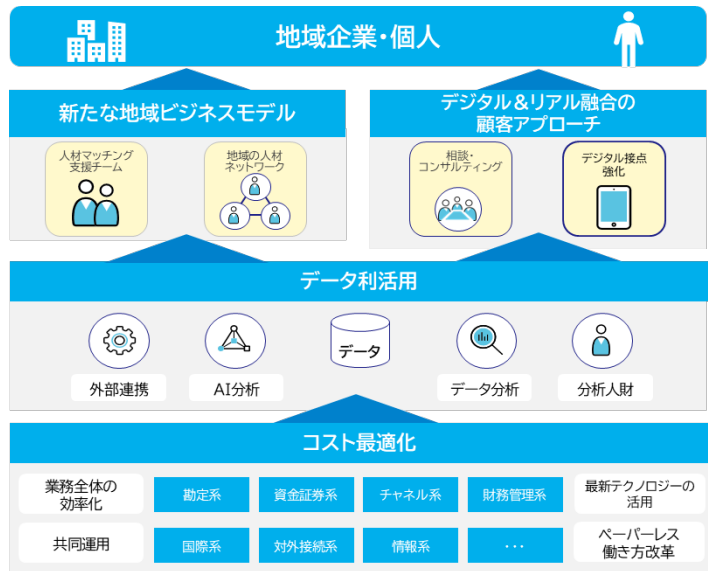 地域企業・個人
新たな地域ビジネスモデル
デジタル&リアル融合の
顧客アプローチ
人材マッチング
支援チーム
地域の人材
ネットワーク
相談・
コンサルティング
デジタル接点
強化
データ利活用
外部連携
AI分析
データ
データ分析
分析人財
コスト最適化
業務全体の
効率化
勘定系
資金証券系
チャネル系
財務管理系
最新テクノロジーの
活用
共同運用
国際系
対外接続系
情報系
・・・
ペーパーレス
働き方改革